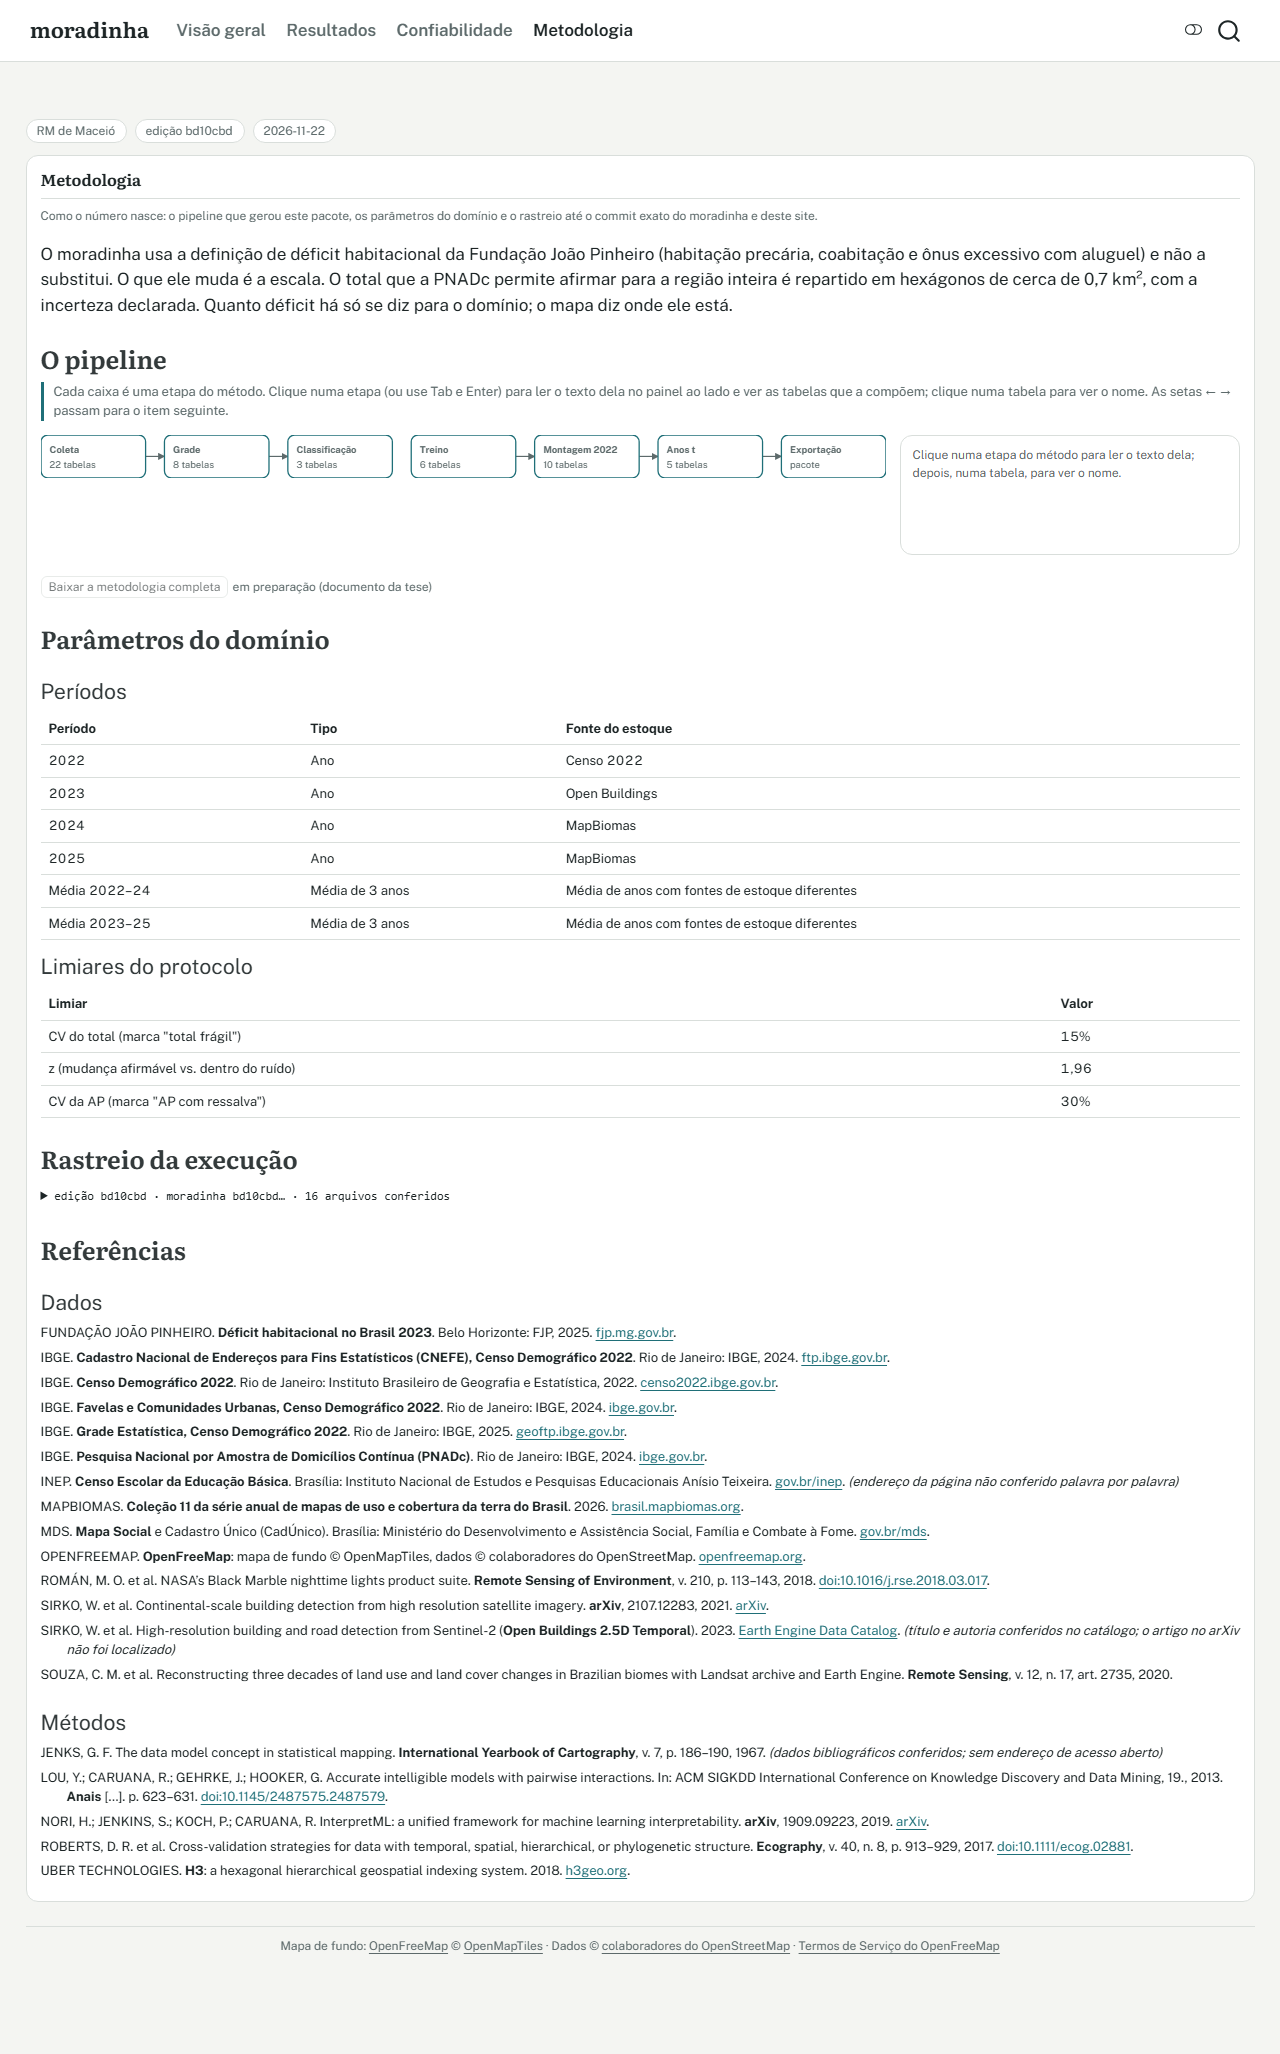 moradinha Visão geral Resultados Confiabilidade Metodologia
RM de Maceió edição bd10cbd 2026-11-22
Metodologia
Como o número nasce: o pipeline que gerou este pacote, os parâmetros do domínio e o rastreio até o commit exato do moradinha e deste site.
O moradinha usa a definição de déficit habitacional da Fundação João Pinheiro (habitação precária, coabitação e ônus excessivo com aluguel) e não a
substitui. O que ele muda é a escala. O total que a PNADc permite afirmar para a região inteira é repartido em hexágonos de cerca de 0,7 km², com a
incerteza declarada. Quanto déficit há só se diz para o domínio; o mapa diz onde ele está.
O pipeline
Cada caixa é uma etapa do método. Clique numa etapa (ou use Tab e Enter) para ler o texto dela no painel ao lado e ver as tabelas que a compõem; clique numa tabela para ver o nome. As setas ← →
passam para o item seguinte.
Coleta
22 tabelas
Grade
8 tabelas
Classificação
3 tabelas
Treino
6 tabelas
Montagem 2022
10 tabelas
Anos t
5 tabelas
Exportação
pacote
Clique numa etapa do método para ler o texto dela;
depois, numa tabela, para ver o nome.
Baixar a metodologia completa em preparação (documento da tese)
Parâmetros do domínio
Períodos
Período Tipo Fonte do estoque
2022 Ano Censo 2022
2023 Ano Open Buildings
2024 Ano MapBiomas
2025 Ano MapBiomas
Média 2022–24 Média de 3 anos Média de anos com fontes de estoque diferentes
Média 2023–25 Média de 3 anos Média de anos com fontes de estoque diferentes
Limiares do protocolo
Limiar Valor
CV do total (marca "total frágil") 15%
z (mudança afirmável vs. dentro do ruído) 1,96
CV da AP (marca "AP com ressalva") 30%
Rastreio da execução
▶ edição bd10cbd · moradinha bd10cbd… · 16 arquivos conferidos
Referências
Dados
FUNDAÇÃO JOÃO PINHEIRO. Déficit habitacional no Brasil 2023. Belo Horizonte: FJP, 2025. fjp.mg.gov.br.
IBGE. Cadastro Nacional de Endereços para Fins Estatísticos (CNEFE), Censo Demográfico 2022. Rio de Janeiro: IBGE, 2024. ftp.ibge.gov.br.
IBGE. Censo Demográfico 2022. Rio de Janeiro: Instituto Brasileiro de Geografia e Estatística, 2022. censo2022.ibge.gov.br.
IBGE. Favelas e Comunidades Urbanas, Censo Demográfico 2022. Rio de Janeiro: IBGE, 2024. ibge.gov.br.
IBGE. Grade Estatística, Censo Demográfico 2022. Rio de Janeiro: IBGE, 2025. geoftp.ibge.gov.br.
IBGE. Pesquisa Nacional por Amostra de Domicílios Contínua (PNADc). Rio de Janeiro: IBGE, 2024. ibge.gov.br.
INEP. Censo Escolar da Educação Básica. Brasília: Instituto Nacional de Estudos e Pesquisas Educacionais Anísio Teixeira. gov.br/inep. (endereço da página não conferido palavra por palavra)
MAPBIOMAS. Coleção 11 da série anual de mapas de uso e cobertura da terra do Brasil. 2026. brasil.mapbiomas.org.
MDS. Mapa Social e Cadastro Único (CadÚnico). Brasília: Ministério do Desenvolvimento e Assistência Social, Família e Combate à Fome. gov.br/mds.
OPENFREEMAP. OpenFreeMap: mapa de fundo © OpenMapTiles, dados © colaboradores do OpenStreetMap. openfreemap.org.
ROMÁN, M. O. et al. NASA's Black Marble nighttime lights product suite. Remote Sensing of Environment, v. 210, p. 113–143, 2018. doi:10.1016/j.rse.2018.03.017.
SIRKO, W. et al. Continental-scale building detection from high resolution satellite imagery. arXiv, 2107.12283, 2021. arXiv.
SIRKO, W. et al. High-resolution building and road detection from Sentinel-2 (Open Buildings 2.5D Temporal). 2023. Earth Engine Data Catalog. (título e autoria conferidos no catálogo; o artigo no arXiv
não foi localizado)
SOUZA, C. M. et al. Reconstructing three decades of land use and land cover changes in Brazilian biomes with Landsat archive and Earth Engine. Remote Sensing, v. 12, n. 17, art. 2735, 2020.
Métodos
JENKS, G. F. The data model concept in statistical mapping. International Yearbook of Cartography, v. 7, p. 186–190, 1967. (dados bibliográficos conferidos; sem endereço de acesso aberto)
LOU, Y.; CARUANA, R.; GEHRKE, J.; HOOKER, G. Accurate intelligible models with pairwise interactions. In: ACM SIGKDD International Conference on Knowledge Discovery and Data Mining, 19., 2013.
Anais [...]. p. 623–631. doi:10.1145/2487575.2487579.
NORI, H.; JENKINS, S.; KOCH, P.; CARUANA, R. InterpretML: a unified framework for machine learning interpretability. arXiv, 1909.09223, 2019. arXiv.
ROBERTS, D. R. et al. Cross-validation strategies for data with temporal, spatial, hierarchical, or phylogenetic structure. Ecography, v. 40, n. 8, p. 913–929, 2017. doi:10.1111/ecog.02881.
UBER TECHNOLOGIES. H3: a hexagonal hierarchical geospatial indexing system. 2018. h3geo.org.
Mapa de fundo: OpenFreeMap © OpenMapTiles · Dados © colaboradores do OpenStreetMap · Termos de Serviço do OpenFreeMap